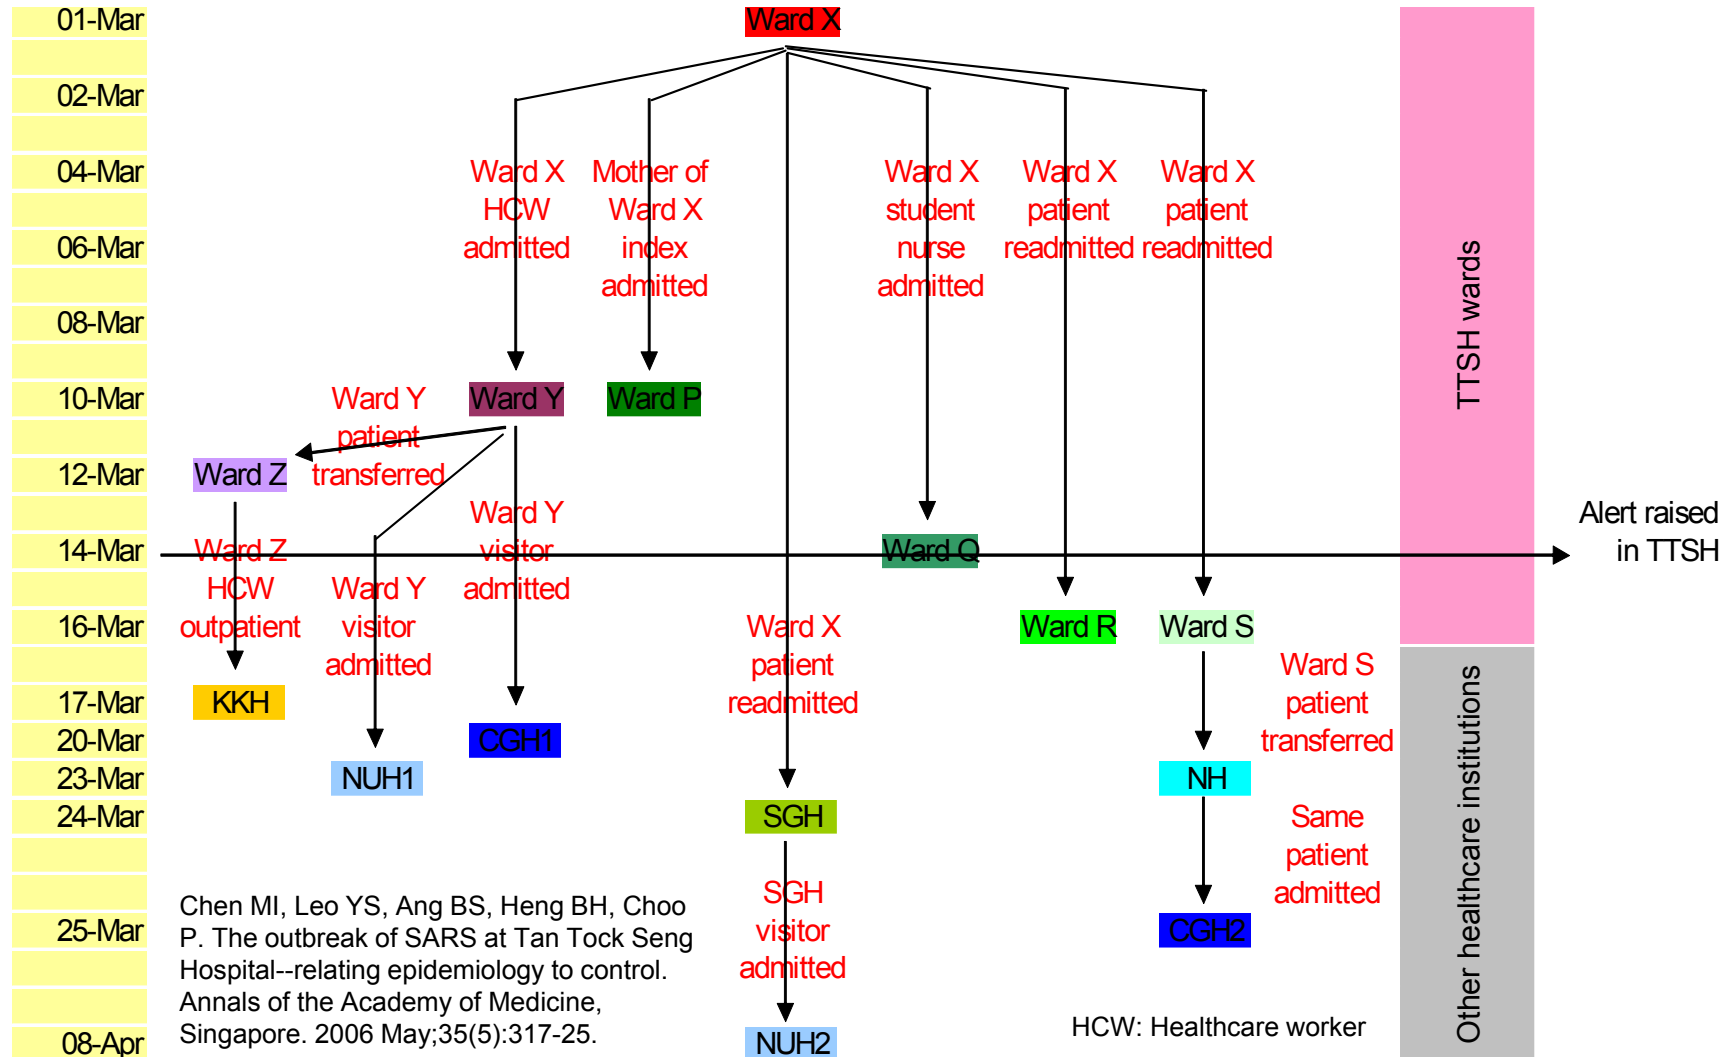 01-Mar
Ward X
02-Mar
04-Mar
06-Mar
08-Mar
Ward X
HCW
admitted
Mother of
Ward X
index
admitted
Ward X
student
nurse
admitted
Ward X
patient
readmitted
Ward X
patient
readmitted
TTSH wards
10-Mar
Ward Y
patient
transferred
Ward Y
Ward P
12-Mar
Ward Z
Ward Y
visitor
admitted
Alert raised
in TTSH
14-Mar
Ward Z
HCW
outpatient
Ward Y
visitor
admitted
Ward Q
16-Mar
Ward X
patient
readmitted
Ward R
Ward S
Ward S
patient
transferred
17-Mar
KKH
20-Mar
CGH1
23-Mar
NUH1
NH
24-Mar
SGH
Same
patient
admitted
Other healthcare institutions
Chen MI, Leo YS, Ang BS, Heng BH, Choo
P. The outbreak of SARS at Tan Tock Seng
Hospital--relating epidemiology to control.
Annals of the Academy of Medicine,
Singapore. 2006 May;35(5):317-25.
SGH
visitor
admitted
25-Mar
CGH2
HCW: Healthcare worker
08-Apr
NUH2